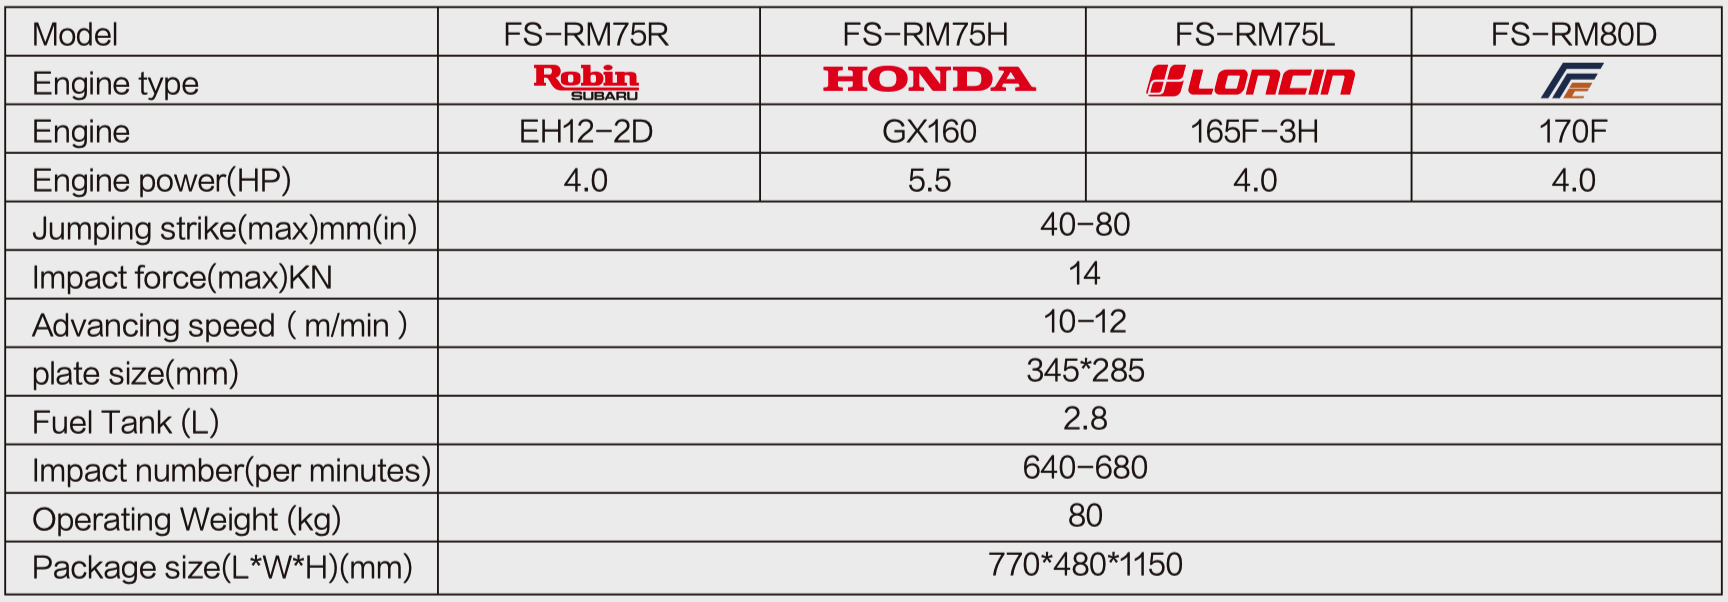 Model FS-RM75R FS-RM75H FS-RM75L FS-RM80D
Engine type Robin SUBARU HONDA LONCIN
Engine EH12-2D GX160 165F-3H 170F
Engine power(HP) 4.0 5.5 4.0 4.0
Jumping strike(max)mm(in) 40-80
Impact force(max)KN 14
Advancing speed ( m/min ) 10-12
plate size(mm) 345*285
Fuel Tank (L) 2.8
Impact number(per minutes) 640-680
Operating Weight (kg) 80
Package size(L*W*H)(mm) 770*480*1150